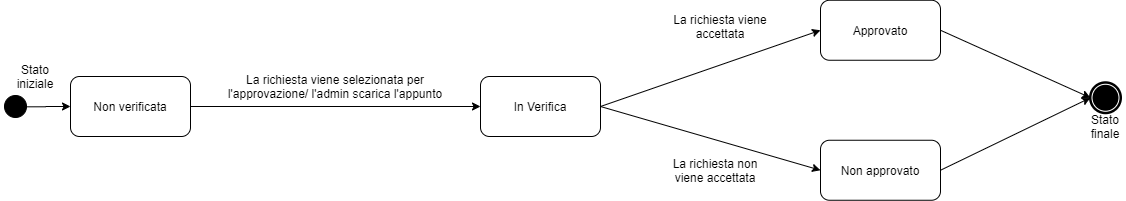 Stato
iniziale
Non verificata
La richiesta viene selezionata per
l'approvazione/ l'admin scarica l'appunto
In Verifica
La richiesta viene
accettata
Approvato
La richiesta non
viene accettata
Non approvato
Stato
finale